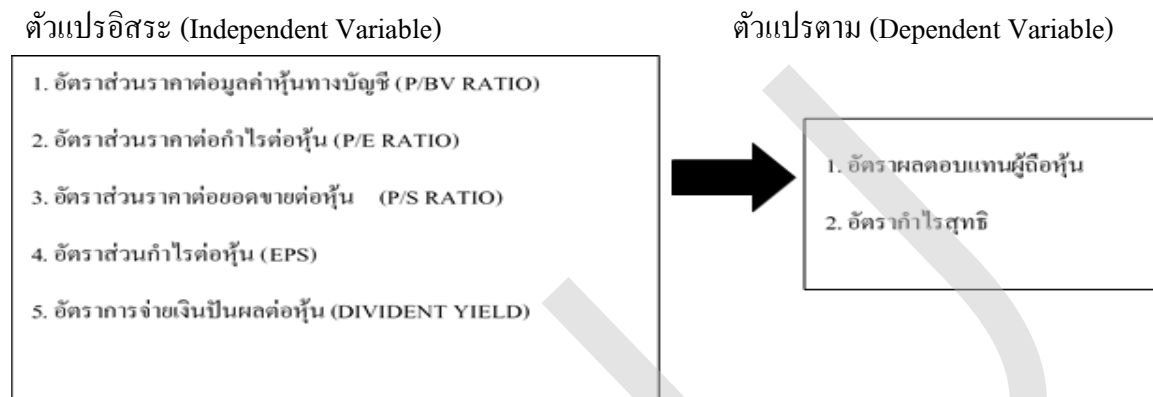 ตัวแปรอิสระ (Independent Variable)
ตัวแปรตาม (Dependent Variable)
1. อัตราส่วนราคาต่อมูลค่าหุ้นทางบัญชี (P/BV RATIO)
2. อัตราส่วนราคาต่อกำไรต่อหุ้น (P/E RATIO)
3. อัตราส่วนราคาต่อยอดขายต่อหุ้น (P/S RATIO)
4. อัตราส่วนกำไรต่อหุ้น (EPS)
5. อัตราการจ่ายเงินปันผลต่อหุ้น (DIVIDENT YIELD)
1. อัตราผลตอบแทนผู้ถือหุ้น
2. อัตรากำไรสุทธิ